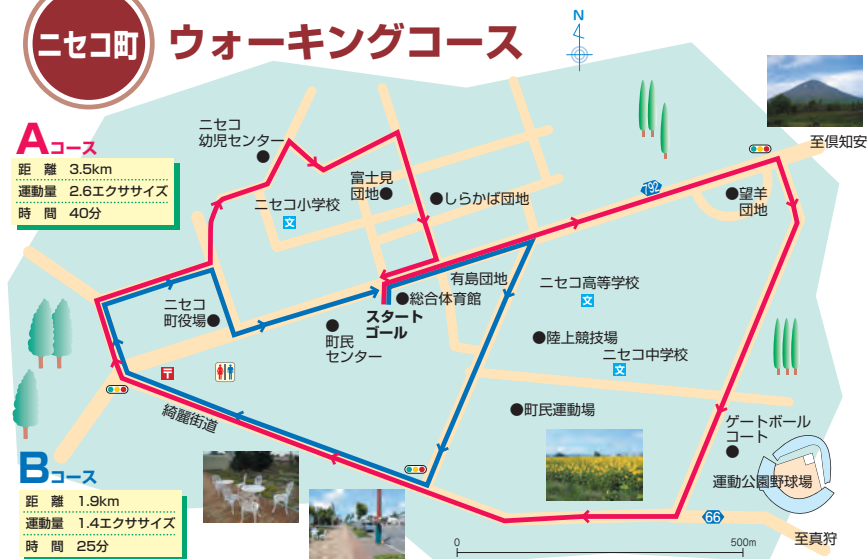 ニセコ町
ウォーキングコース
N
Aコース
距離 3.5km
運動量 2.6エクササイズ
時間 40分
ニセコ
幼児センター
ニセコ小学校
文
富士見
団地
しらかば団地
792
至倶知安
望羊
団地
有島団地
ニセコ高等学校
文
総合体育館
スタート
ゴール
ニセコ
町役場
町民
センター
陸上競技場
ニセコ中学校
文
〒
綺麗街道
町民運動場
ゲートボール
コート
運動公園野球場
Bコース
距離 1.9km
運動量 1.4エクササイズ
時間 25分
66
至真狩
0
500m